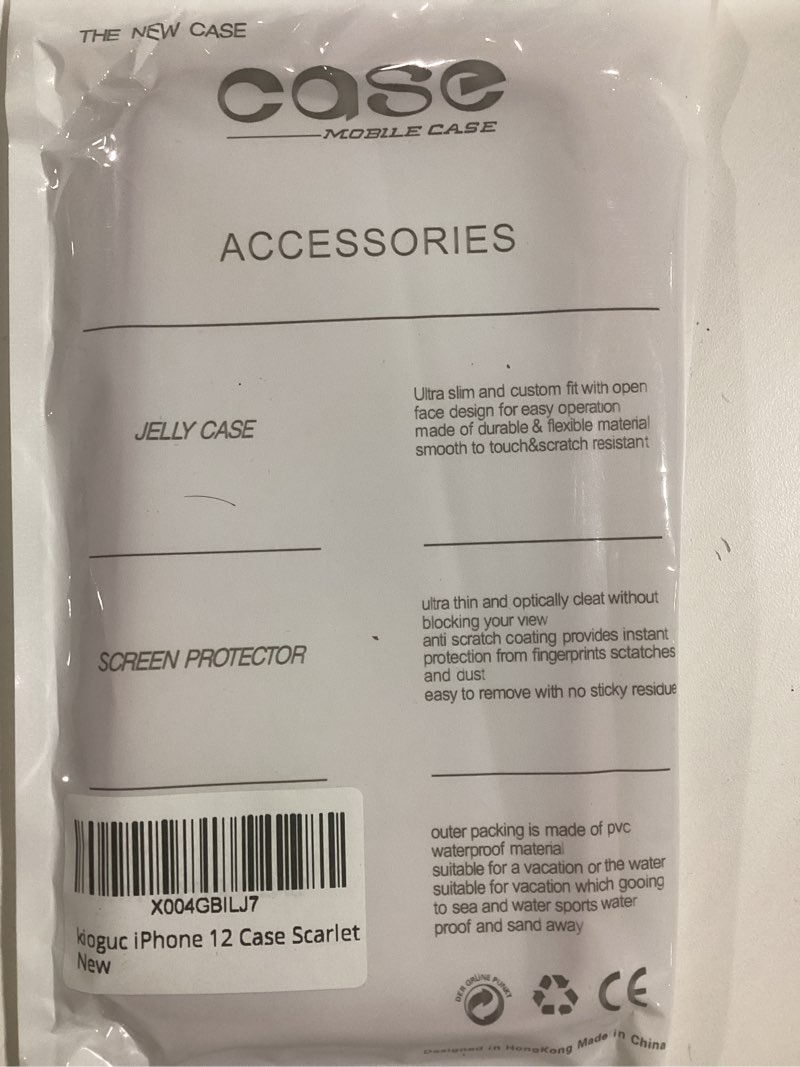 THE NEW CASE
case
MOBILE CASE
ACCESSORIES
JELLY CASE
Ultra slim and custom fit with open
face design for easy operation
made of durable & flexible material
smooth to touch&scratch resistant
SCREEN PROTECTOR
ultra thin and optically cleat without
blocking your view
anti scratch coating provides instant
protection from fingerprints sctatches
and dust
easy to remove with no sticky residue
outer packing is made of pvc
waterproof material
suitable for a vacation or the water
suitable for vacation which gooing
to sea and water sports water
proof and sand away
X004GBILJ7
kioguc iPhone 12 Case Scarlet
New
DER GRÜNE PUNKT
CE
Designed in HongKong Made in China